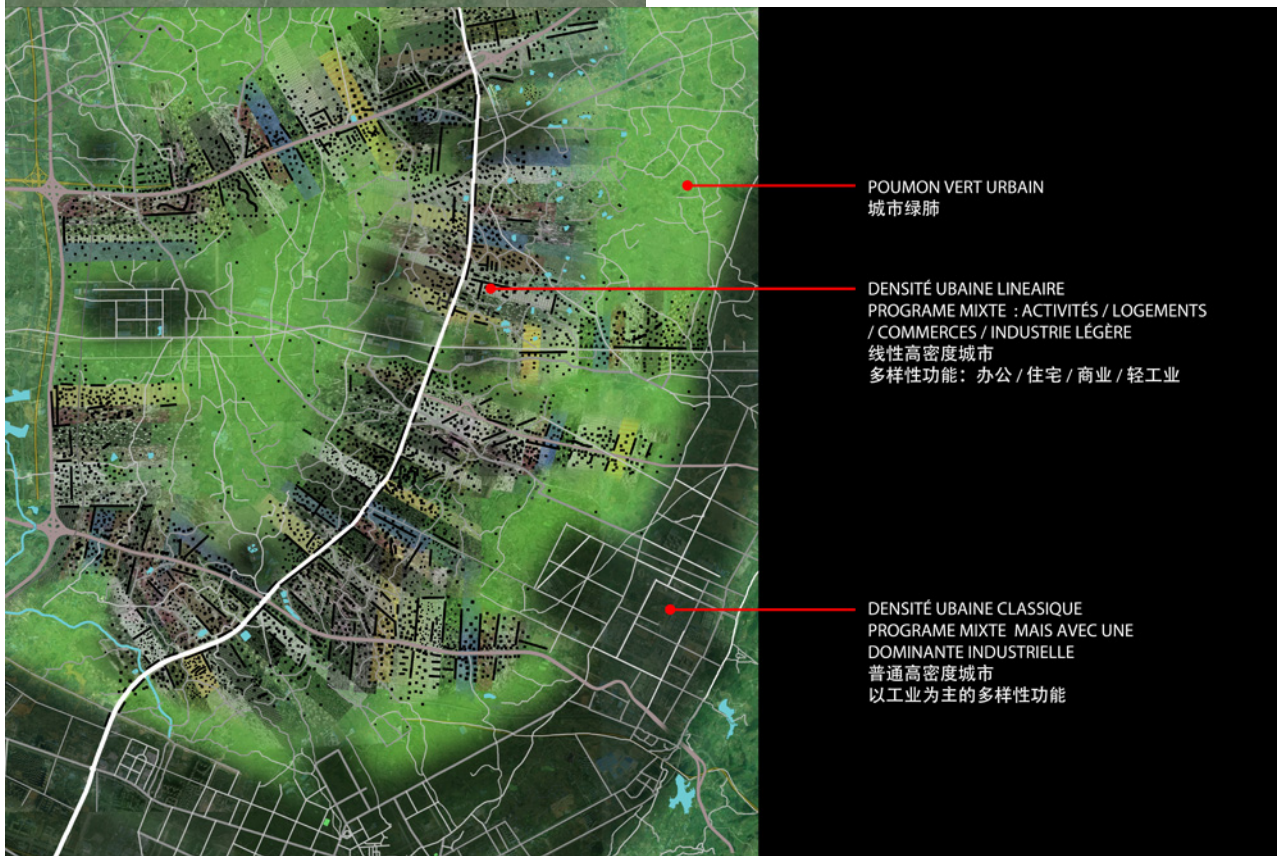 POUMON VERT URBAIN
城市绿肺
DENSITÉ UBAINE LINEAIRE
PROGRAME MIXTE : ACTIVITÉS / LOGEMENTS
/ COMMERCES / INDUSTRIE LÉGÈRE
线性高密度城市
多样性功能：办公 / 住宅 / 商业 / 轻工业
DENSITÉ UBAINE CLASSIQUE
PROGRAME MIXTE MAIS AVEC UNE
DOMINANTE INDUSTRIELLE
普通高密度城市
以工业为主的多样性功能